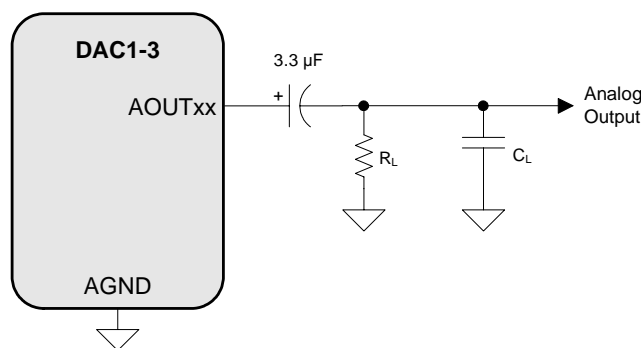 DAC1-3
3.3 µF
+
AOUTxx
Analog
Output
RL
CL
AGND